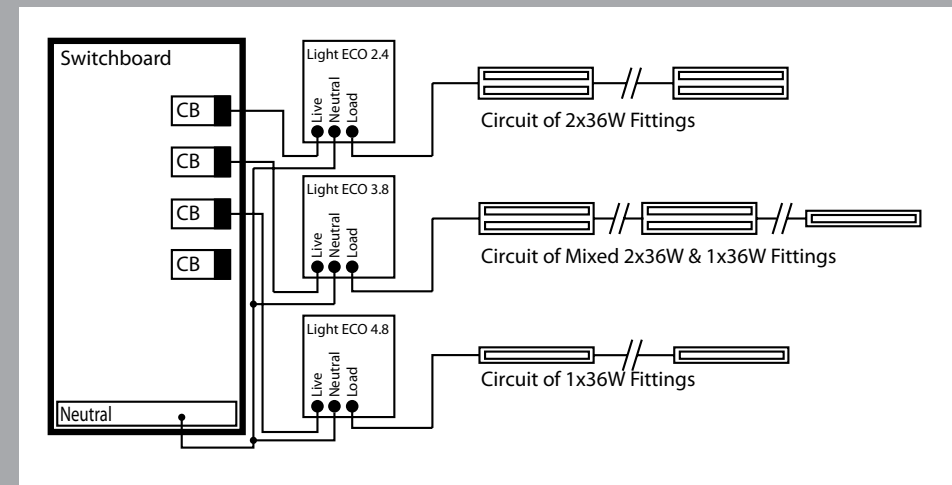 Switchboard
CB
CB
CB
CB
Neutral
Light ECO 2.4
Live
Neutral
Load
Circuit of 2x36W Fittings
Light ECO 3.8
Live
Neutral
Load
Circuit of Mixed 2x36W & 1x36W Fittings
Light ECO 4.8
Live
Neutral
Load
Circuit of 1x36W Fittings